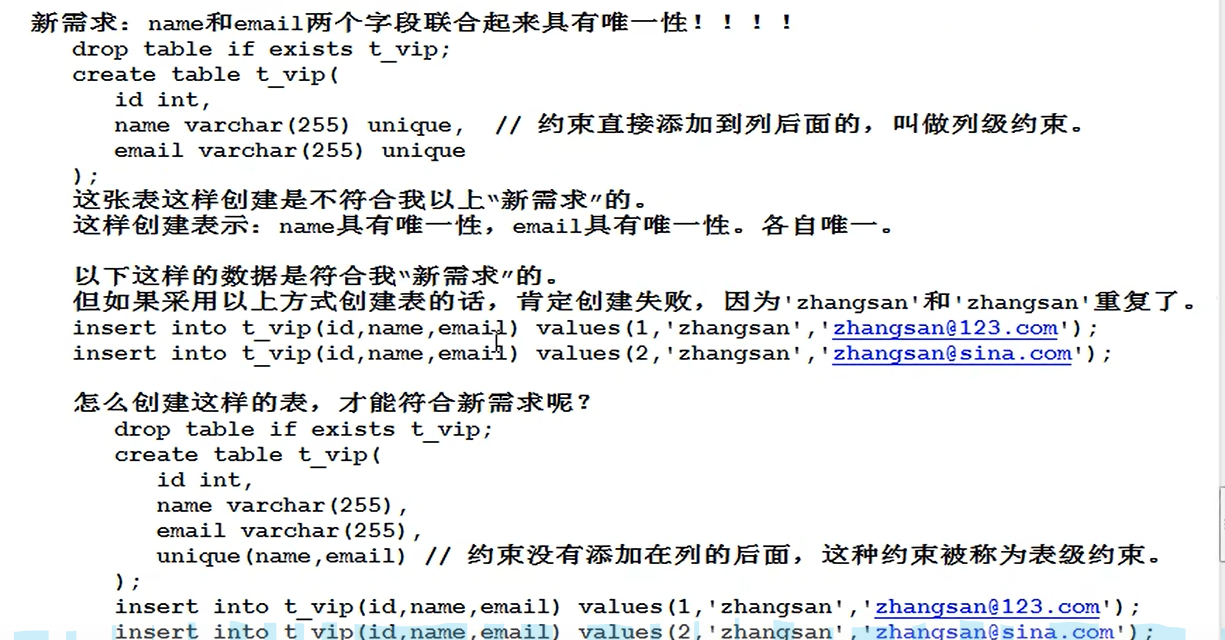 新需求：name和email两个字段联合起来具有唯一性！！！！
drop table if exists t_vip;
create table t_vip(
id int,
name varchar(255) unique,  // 约束直接添加到列后面的，叫做列级约束。
email varchar(255) unique
);
这张表这样创建是不符合我以上“新需求”的。
这样创建表示：name具有唯一性，email具有唯一性。各自唯一。
以下这样的数据是符合我“新需求”的。
但如果采用以上方式创建表的话，肯定创建失败，因为'zhangsan'和'zhangsan'重复了。
insert into t_vip(id,name,email) values(1,'zhangsan','zhangsan@123.com');
insert into t_vip(id,name,email) values(2,'zhangsan','zhangsan@sina.com');
怎么创建这样的表，才能符合新需求呢？
drop table if exists t_vip;
create table t_vip(
id int,
name varchar(255),
email varchar(255),
unique(name,email) // 约束没有添加在列的后面，这种约束被称为表级约束。
);
insert into t_vip(id,name,email) values(1,'zhangsan','zhangsan@123.com');
insert into t_vip(id,name,email) values(2,'zhangsan','zhangsan@sina.com');